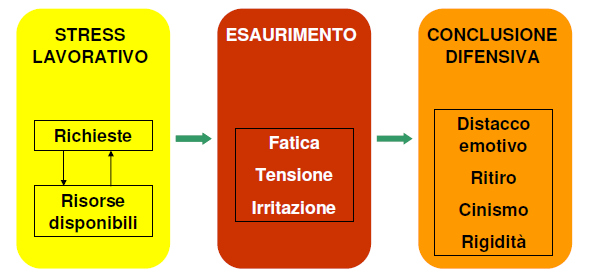 STRESS
LAVORATIVO
Richieste
Risorse
disponibili
ESAURIMENTO
Fatica
Tensione
Irritazione
CONCLUSIONE
DIFENSIVA
Distacco
emotivo
Ritiro
Cinismo
Rigidità